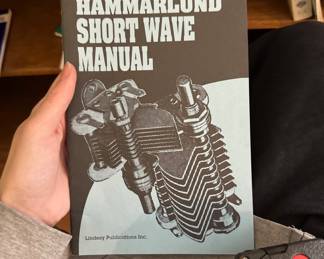 HAMMARLUND
SHORT WAVE
MANUAL
Lindsay Publications Inc.